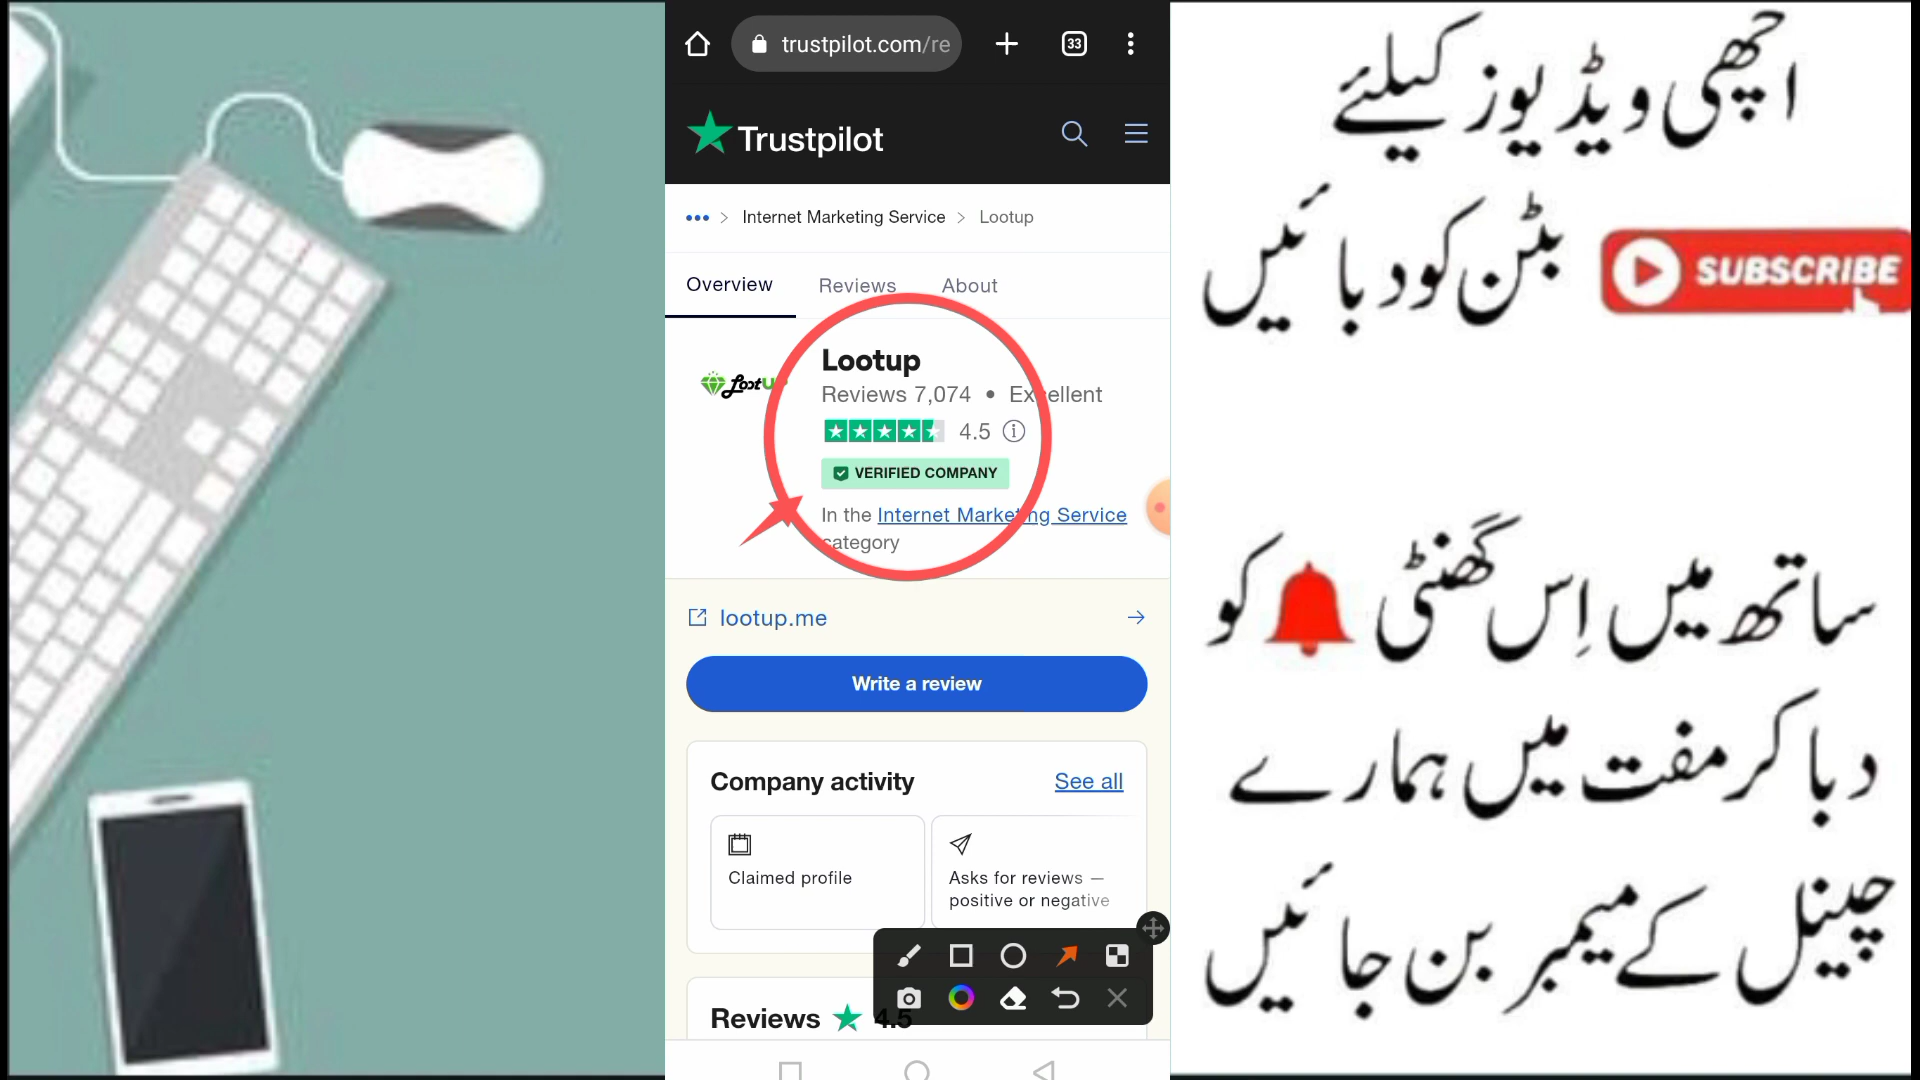 trustpilot.com/re
33
Trustpilot
Internet Marketing Service > Lootup
Overview Reviews About
LootU
Lootup
Reviews 7,074 • Excellent
4.5
VERIFIED COMPANY
In the Internet Marketing Service
category
lootup.me
Write a review
Company activity See all
Claimed profile
Asks for reviews —
positive or negative
Reviews 4.5
اچھی ویڈیوز کیلئے
بٹن کو دبائیں
SUBSCRIBE
ساتھ میں اِس گھنٹی کو
دبا کر مفت میں ہمارے
چینل کے میمبر بن جائیں